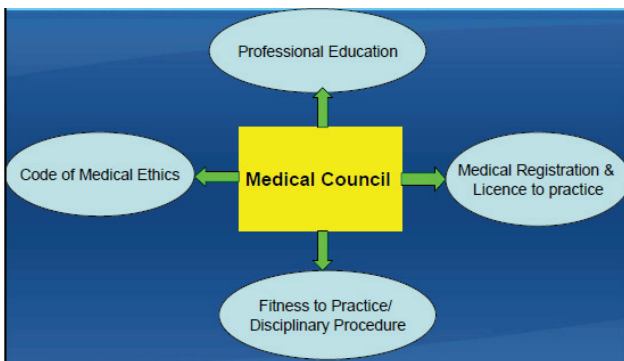 Professional Education
Code of Medical Ethics
Medical Council
Medical Registration &
Licence to practice
Fitness to Practice/
Disciplinary Procedure